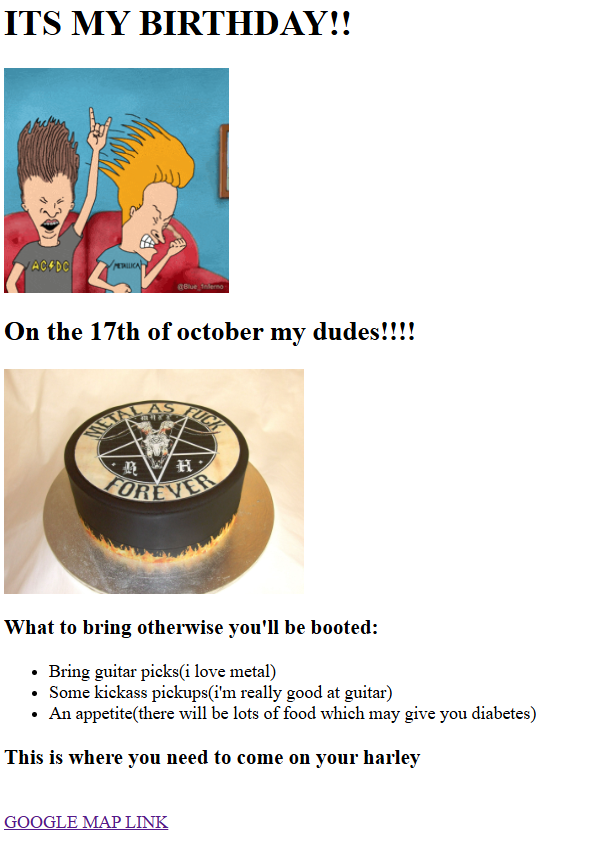 ITS MY BIRTHDAY!!
AC⚡DC
METALLICA
@Blue_1nferno
On the 17th of october my dudes!!!!
METAL AS FUCK
R H
FOREVER
What to bring otherwise you'll be booted:
Bring guitar picks(i love metal)
Some kickass pickups(i'm really good at guitar)
An appetite(there will be lots of food which may give you diabetes)
This is where you need to come on your harley
GOOGLE MAP LINK